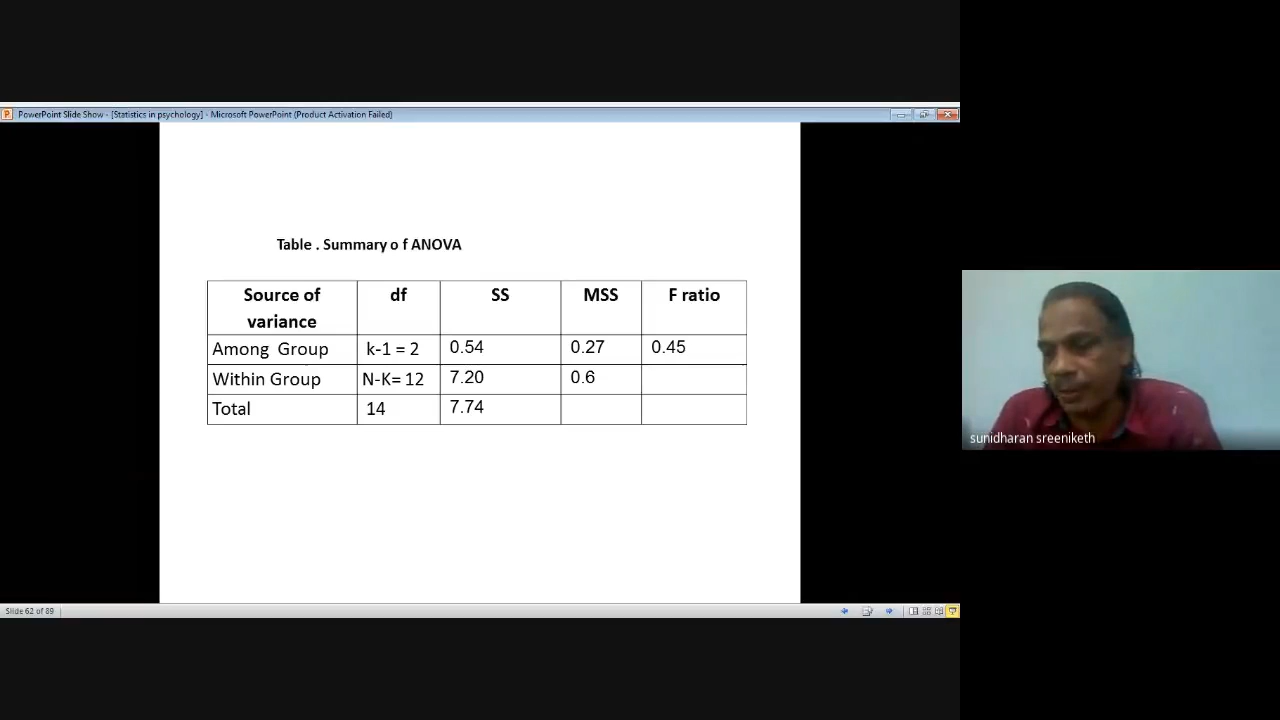 PowerPoint Slide Show - [Statistics in psychology] - Microsoft PowerPoint (Product Activation Failed)
Table . Summary o f ANOVA
Source of variance df SS MSS F ratio
Among Group k-1 = 2 0.54 0.27 0.45
Within Group N-K= 12 7.20 0.6
Total 14 7.74
sunidharan sreeniketh
Slide 62 of 89